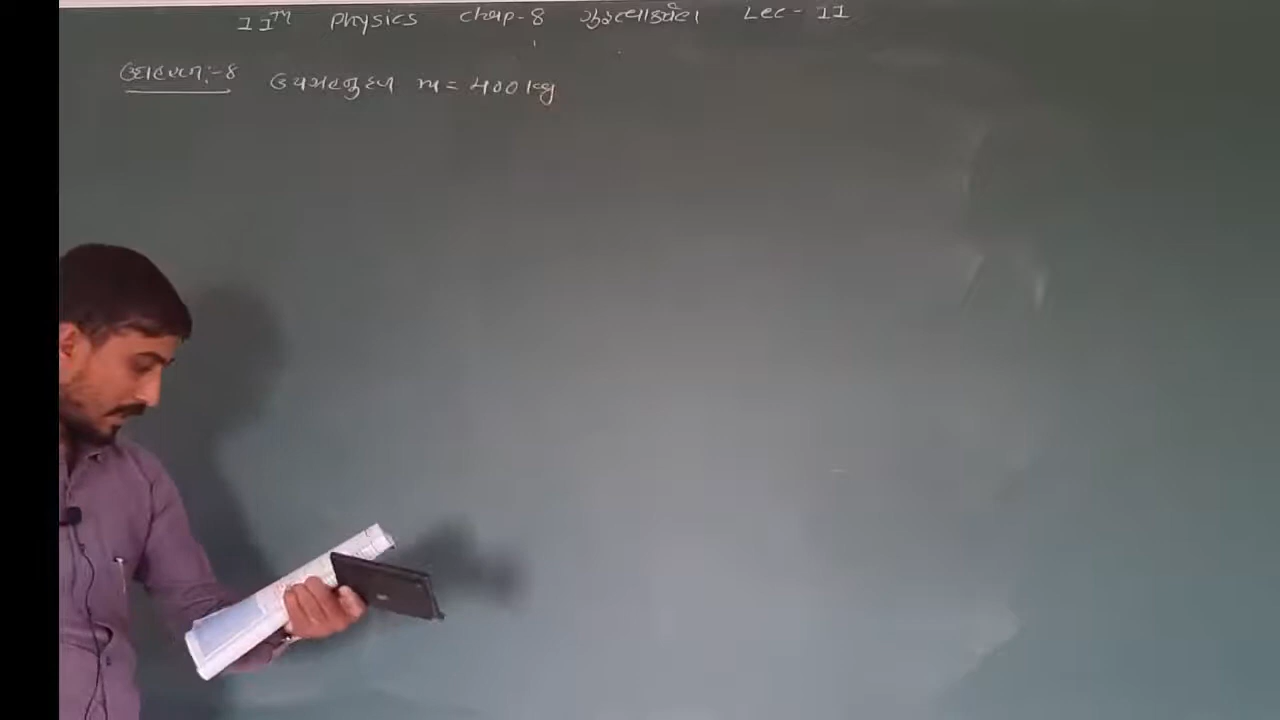 11TH Physics Chap-8 ગુરુત્વાકર્ષણ Lec-11
ઉદાહરણ:-8 ઉપગ્રહનું દળ m = 400 kg